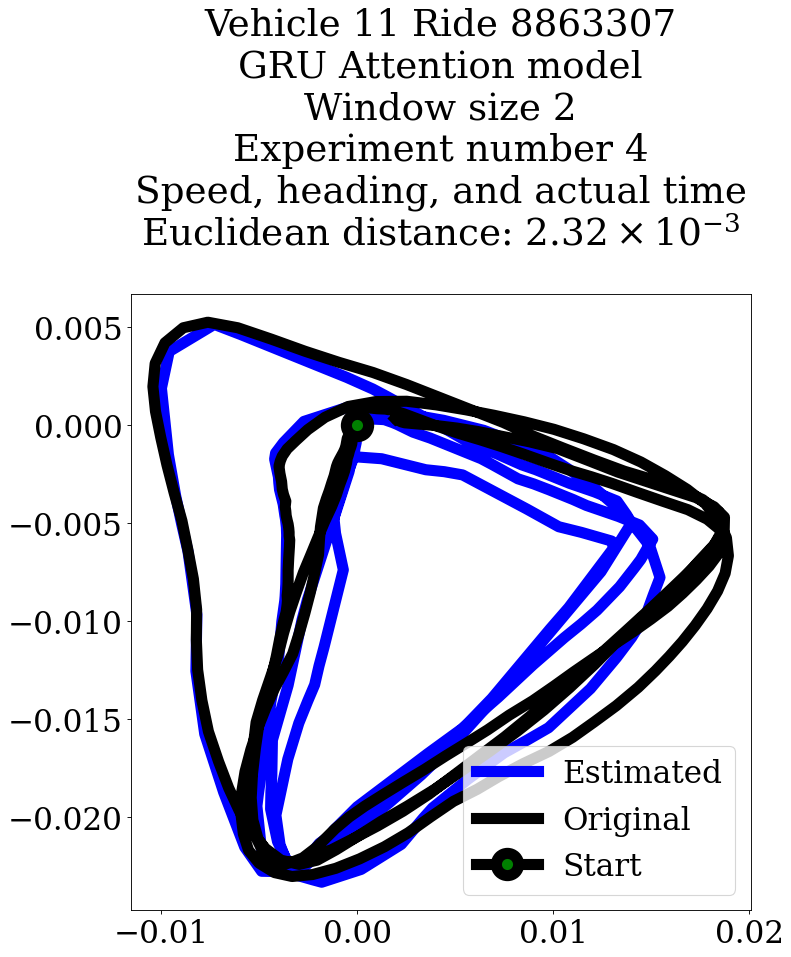 Vehicle 11 Ride 8863307
GRU Attention model
Window size 2
Experiment number 4
Speed, heading, and actual time
Euclidean distance: 2.32 × 10⁻³
0.005
0.000
−0.005
−0.010
−0.015
−0.020
Estimated
Original
Start
−0.01
0.00
0.01
0.02